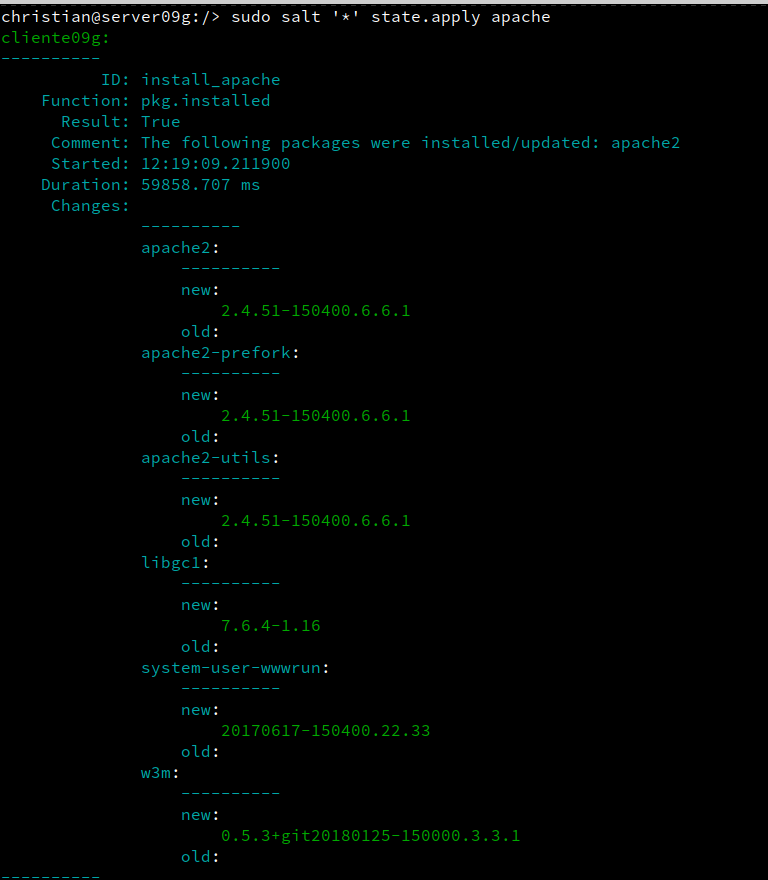 christian@server09g:/> sudo salt '*' state.apply apache
cliente09g:
----------
          ID: install_apache
    Function: pkg.installed
      Result: True
     Comment: The following packages were installed/updated: apache2
     Started: 12:19:09.211900
    Duration: 59858.707 ms
     Changes:
              ----------
              apache2:
                  ----------
                  new:
                      2.4.51-150400.6.6.1
                  old:
              apache2-prefork:
                  ----------
                  new:
                      2.4.51-150400.6.6.1
                  old:
              apache2-utils:
                  ----------
                  new:
                      2.4.51-150400.6.6.1
                  old:
              libgc1:
                  ----------
                  new:
                      7.6.4-1.16
                  old:
              system-user-wwwrun:
                  ----------
                  new:
                      20170617-150400.22.33
                  old:
              w3m:
                  ----------
                  new:
                      0.5.3+git20180125-150000.3.3.1
                  old:
----------